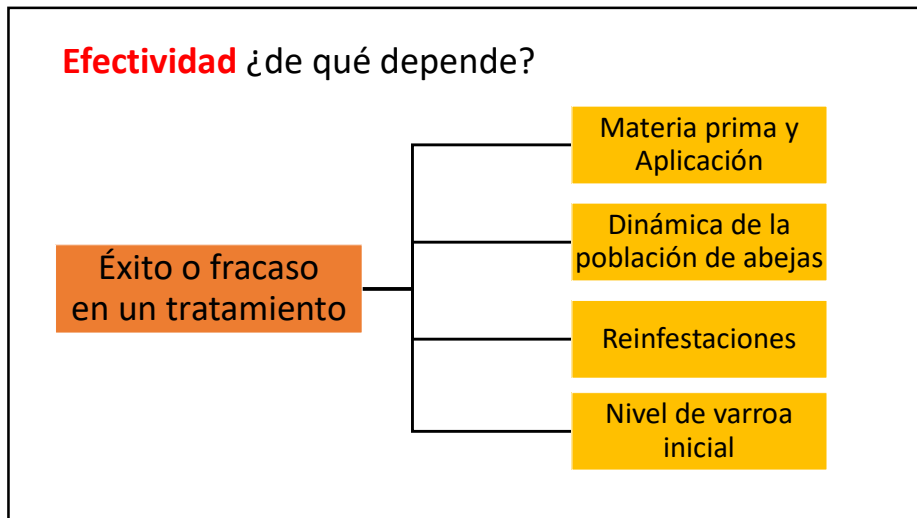 Efectividad ¿de qué depende?
Materia prima y
Aplicación
Dinámica de la
población de abejas
Éxito o fracaso
en un tratamiento
Reinfestaciones
Nivel de varroa
inicial